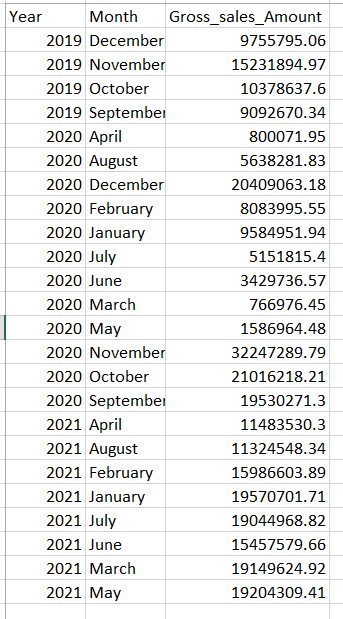 Year Month Gross_sales_Amount
2019 December 9755795.06
2019 November 15231894.97
2019 October 10378637.6
2019 September 9092670.34
2020 April 800071.95
2020 August 5638281.83
2020 December 20409063.18
2020 February 8083995.55
2020 January 9584951.94
2020 July 5151815.4
2020 June 3429736.57
2020 March 766976.45
2020 May 1586964.48
2020 November 32247289.79
2020 October 21016218.21
2020 September 19530271.3
2021 April 11483530.3
2021 August 11324548.34
2021 February 15986603.89
2021 January 19570701.71
2021 July 19044968.82
2021 June 15457579.66
2021 March 19149624.92
2021 May 19204309.41